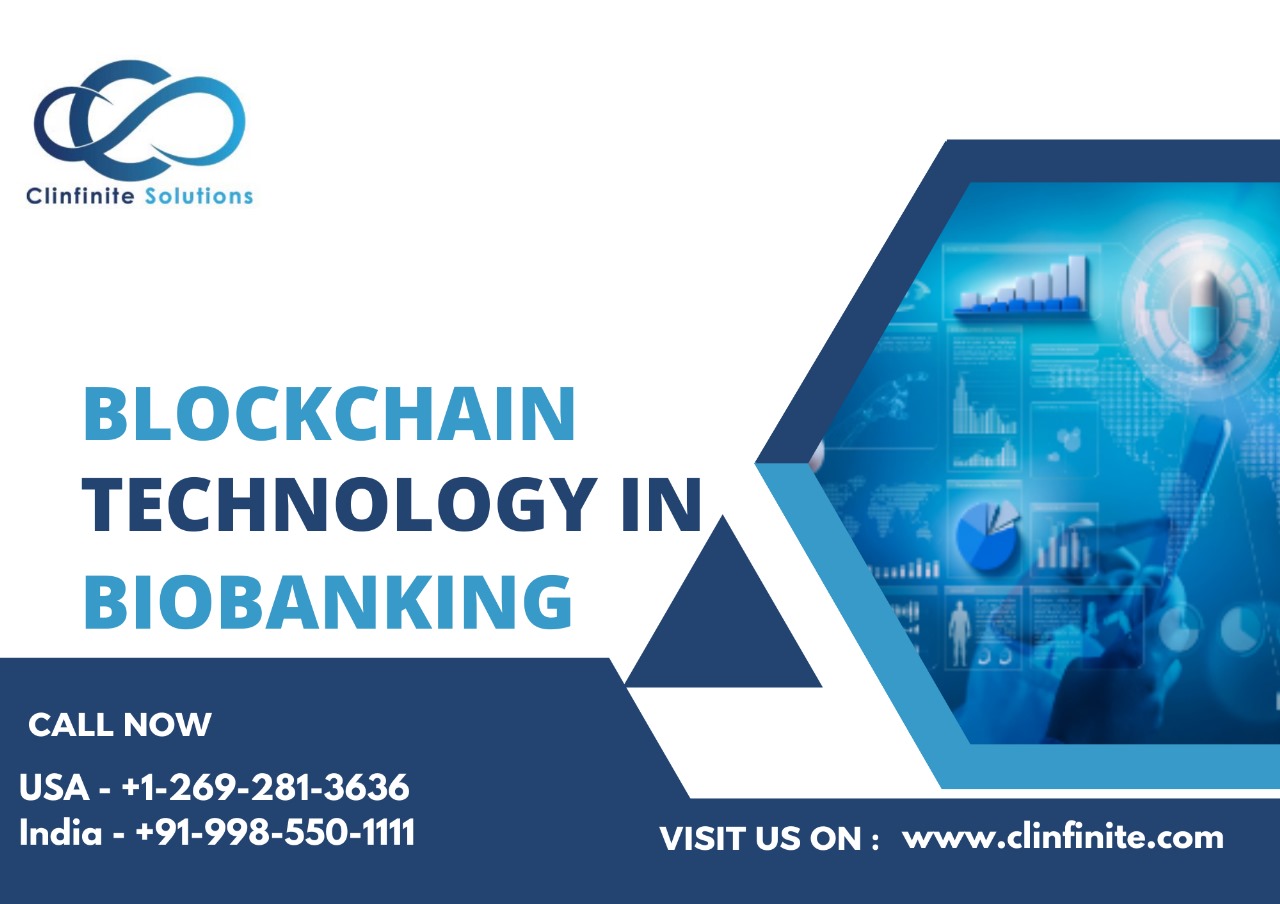 Clinfinite Solutions
BLOCKCHAIN
TECHNOLOGY IN
BIOBANKING
CALL NOW
USA - +1-269-281-3636
India - +91-998-550-1111
VISIT US ON : www.clinfinite.com